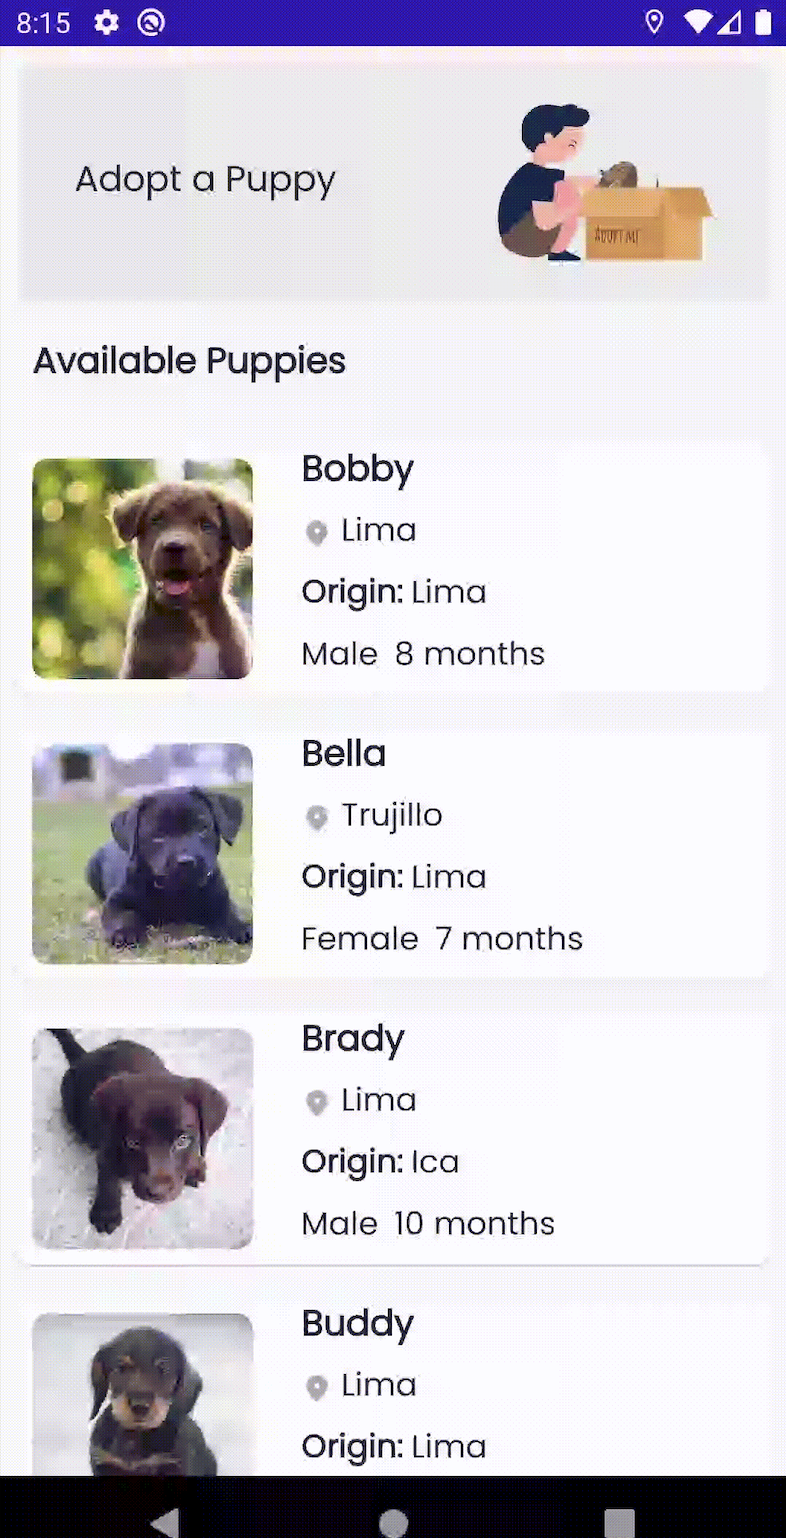 8:15
Adopt a Puppy
ADOPT ME
Available Puppies
Bobby
Lima
Origin: Lima
Male 8 months
Bella
Trujillo
Origin: Lima
Female 7 months
Brady
Lima
Origin: Ica
Male 10 months
Buddy
Lima
Origin: Lima